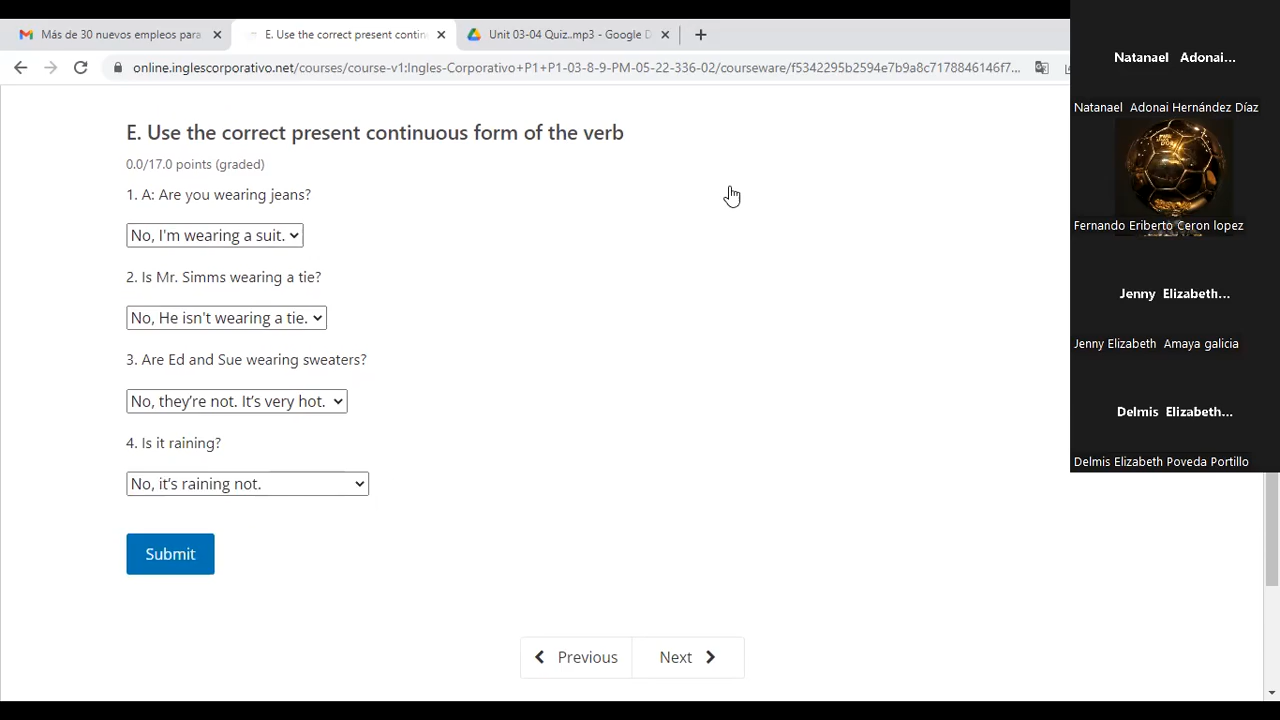 Más de 30 nuevos empleos para
E. Use the correct present contin
Unit 03-04 Quiz..mp3 - Google D
online.inglescorporativo.net/courses/course-v1:Ingles-Corporativo+P1+P1-03-8-9-PM-05-22-336-02/courseware/f5342295b2594e7b9a8c7178846146f7...
E. Use the correct present continuous form of the verb
0.0/17.0 points (graded)
1. A: Are you wearing jeans?
No, I'm wearing a suit.
2. Is Mr. Simms wearing a tie?
No, He isn't wearing a tie.
3. Are Ed and Sue wearing sweaters?
No, they’re not. It’s very hot.
4. Is it raining?
No, it’s raining not.
Submit
Previous
Next
Natanael Adonai...
Natanael Adonai Hernández Díaz
Fernando Eriberto Ceron lopez
Jenny Elizabeth...
Jenny Elizabeth Amaya galicia
Delmis Elizabeth...
Delmis Elizabeth Poveda Portillo